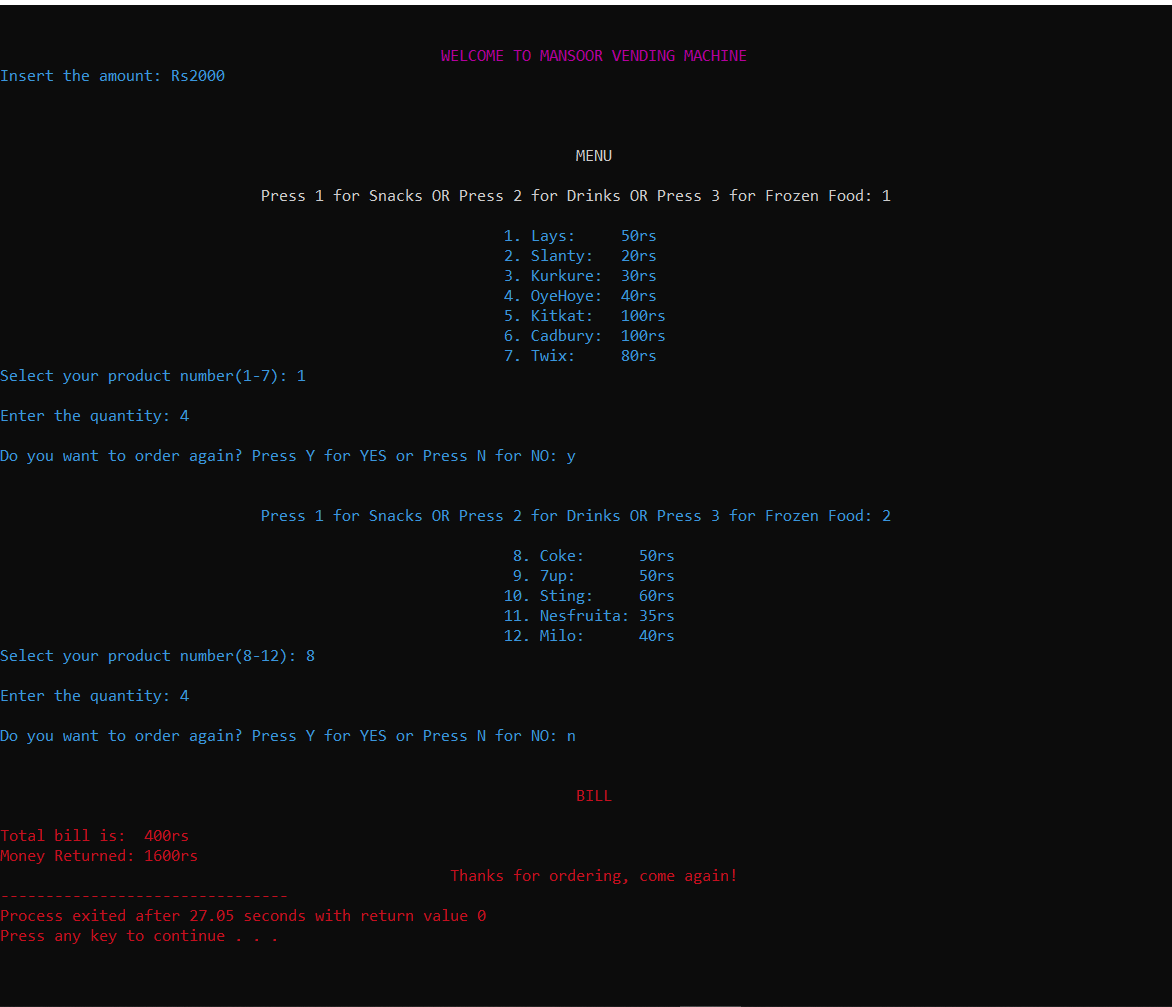 WELCOME TO MANSOOR VENDING MACHINE
Insert the amount: Rs2000
MENU
Press 1 for Snacks OR Press 2 for Drinks OR Press 3 for Frozen Food: 1
1. Lays: 50rs
2. Slanty: 20rs
3. Kurkure: 30rs
4. OyeHoye: 40rs
5. Kitkat: 100rs
6. Cadbury: 100rs
7. Twix: 80rs
Select your product number(1-7): 1
Enter the quantity: 4
Do you want to order again? Press Y for YES or Press N for NO: y
Press 1 for Snacks OR Press 2 for Drinks OR Press 3 for Frozen Food: 2
8. Coke: 50rs
9. 7up: 50rs
10. Sting: 60rs
11. Nesfruita: 35rs
12. Milo: 40rs
Select your product number(8-12): 8
Enter the quantity: 4
Do you want to order again? Press Y for YES or Press N for NO: n
BILL
Total bill is: 400rs
Money Returned: 1600rs
Thanks for ordering, come again!
--------------------------------
Process exited after 27.05 seconds with return value 0
Press any key to continue . . .